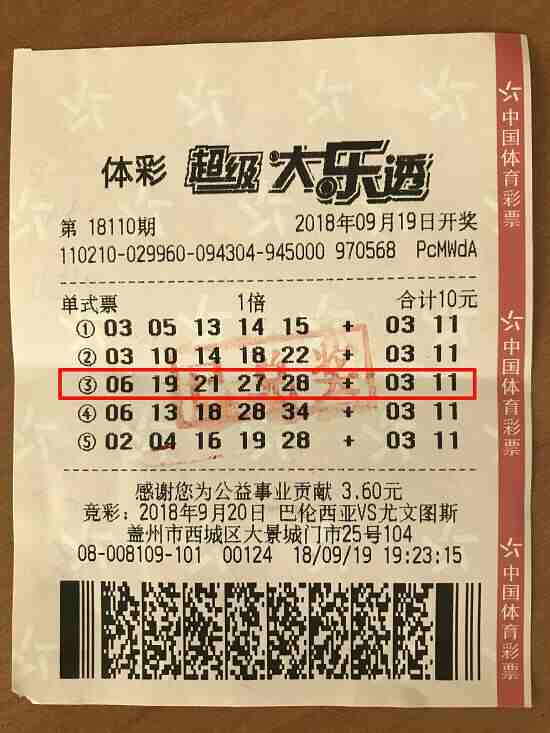 体彩 超级大乐透
第 18110期 2018年09月19日开奖
110210-029960-094304-945000 970568 PcMWdA
单式票 1倍 合计10元
① 03 05 13 14 15 + 03 11
② 03 10 14 18 22 + 03 11
③ 06 19 21 27 28 + 03 11
④ 06 13 18 28 34 + 03 11
⑤ 02 04 16 19 28 + 03 11
感谢您为公益事业贡献 3.60元
竞彩:2018年9月20日 巴伦西亚VS尤文图斯
盖州市西城区大景城门市25号104
08-008109-101 00124 18/09/19 19:23:15
中国体育彩票
中国体育彩票
中国体育彩票